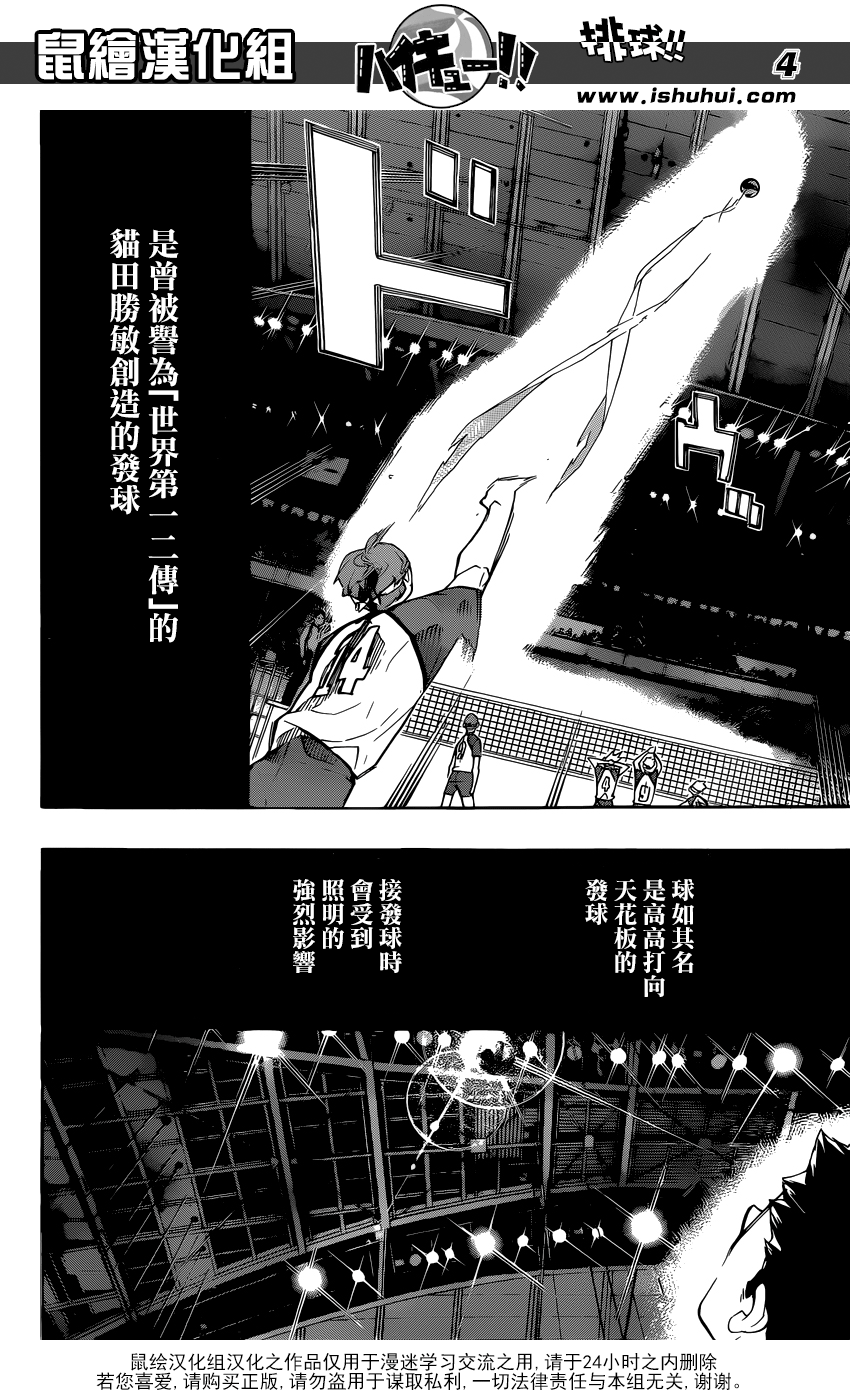 鼠繪漢化組
ハイキュー!!
排球!!
4
www.ishuhui.com
ドドッ
是曾被譽為「世界第一二傳」的
貓田勝敏創造的發球
球如其名
是高高打向
天花板的
發球
接發球時
會受到
照明的
強烈影響
14
鼠绘汉化组汉化之作品仅用于漫迷学习交流之用,请于24小时之内删除
若您喜爱,请购买正版,请勿盗用于谋取私利,一切法律责任与本组无关,谢谢。